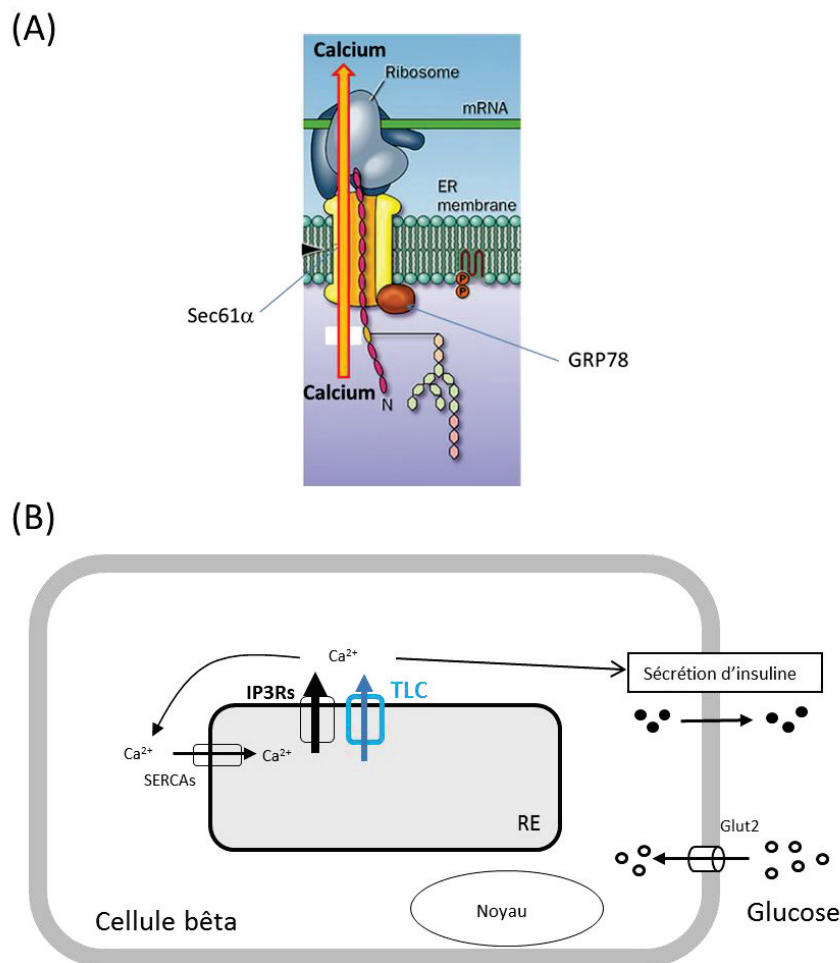 (A)
Calcium
Ribosome
mRNA
ER
membrane
P
P
Sec61α
GRP78
Calcium
N
(B)
Ca²⁺
Sécrétion d'insuline
IP3Rs
TLC
Ca²⁺
Ca²⁺
SERCAs
RE
Glut2
Noyau
Cellule bêta
Glucose